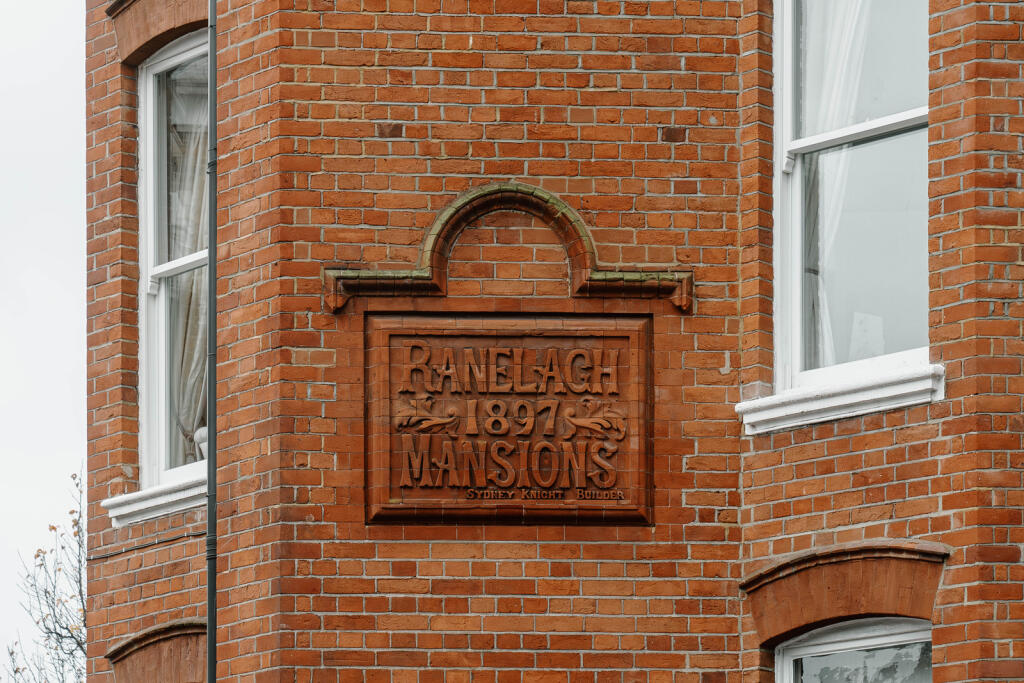 RANELAGH
1897
MANSIONS
SYDNEY KNIGHT BUILDER